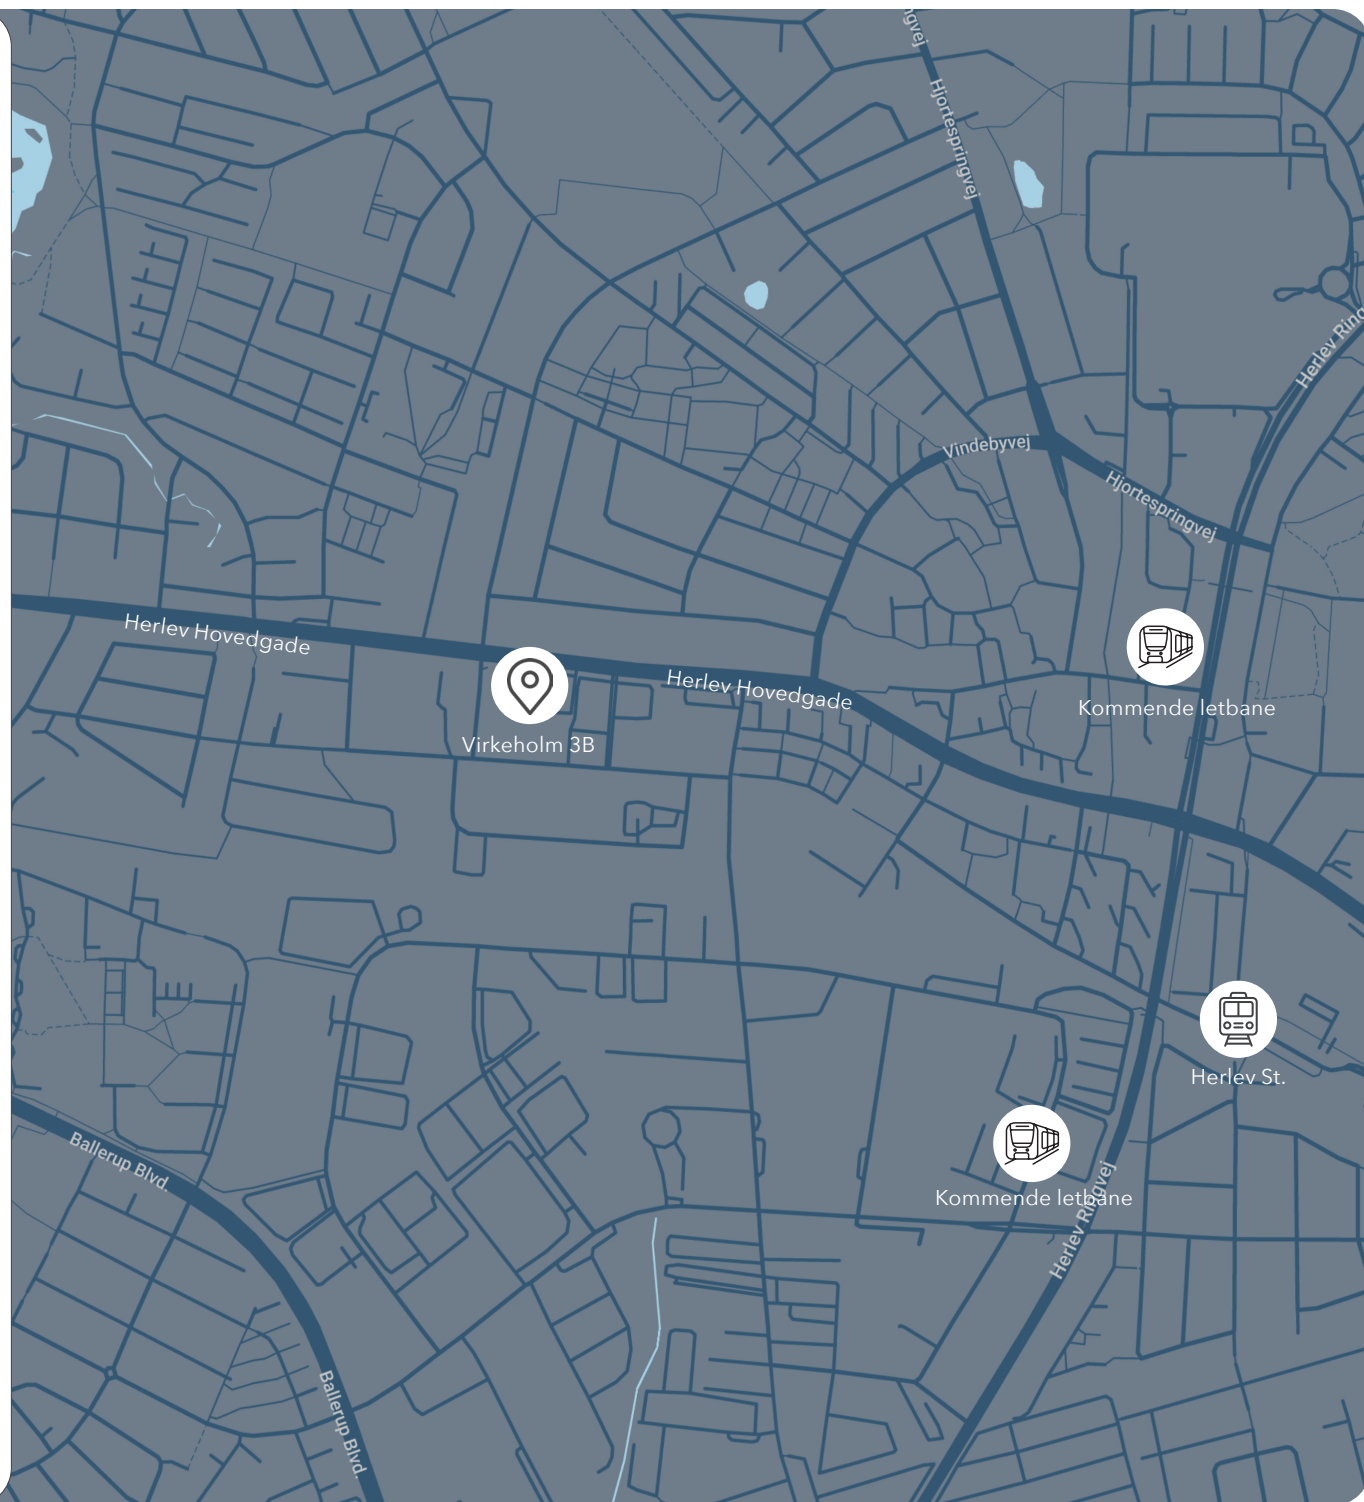 ngvej
Hjortespringvej
Herlev Ring
Vindebyvej
Hjortespringvej
Herlev Hovedgade
Herlev Hovedgade
Kommende letbane
Virkeholm 3B
Herlev St.
Ballerup Blvd.
Kommende letbane
Herlev Ringvej
Ballerup Blvd.